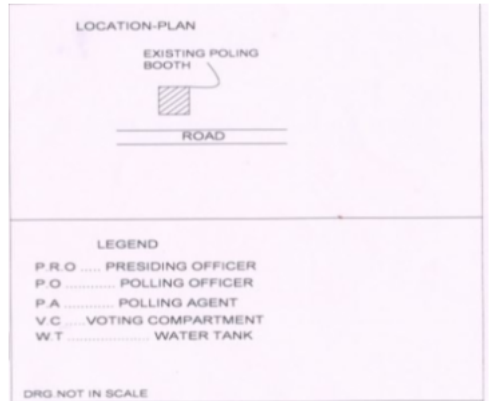 LOCATION-PLAN
EXISTING POLING
BOOTH
ROAD
LEGEND
P.R.O ..... PRESIDING OFFICER
P.O ............ POLLING OFFICER
P.A ............ POLLING AGENT
V.C ..... VOTING COMPARTMENT
W.T .................... WATER TANK
DRG.NOT IN SCALE